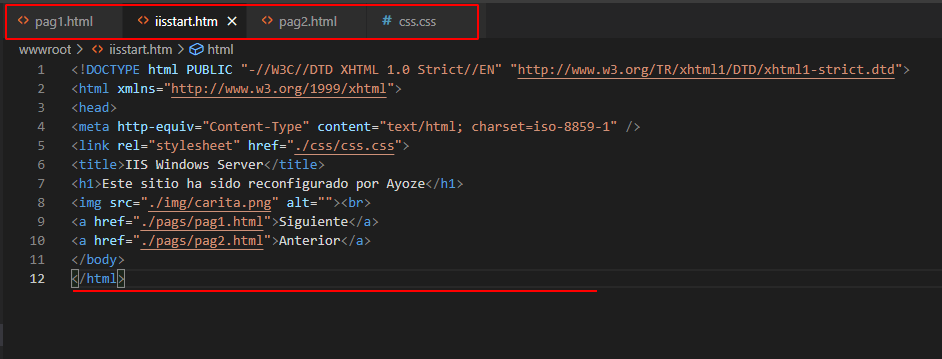 pag1.html iisstart.htm pag2.html css.css
wwwroot > iisstart.htm > html
1 <!DOCTYPE html PUBLIC "-//W3C//DTD XHTML 1.0 Strict//EN" "http://www.w3.org/TR/xhtml1/DTD/xhtml1-strict.dtd">
2 <html xmlns="http://www.w3.org/1999/xhtml">
3 <head>
4 <meta http-equiv="Content-Type" content="text/html; charset=iso-8859-1" />
5 <link rel="stylesheet" href="./css/css.css">
6 <title>IIS Windows Server</title>
7 <h1>Este sitio ha sido reconfigurado por Ayoze</h1>
8 <img src="./img/carita.png" alt=""><br>
9 <a href="./pags/pag1.html">Siguiente</a>
10 <a href="./pags/pag2.html">Anterior</a>
11 </body>
12 </html>